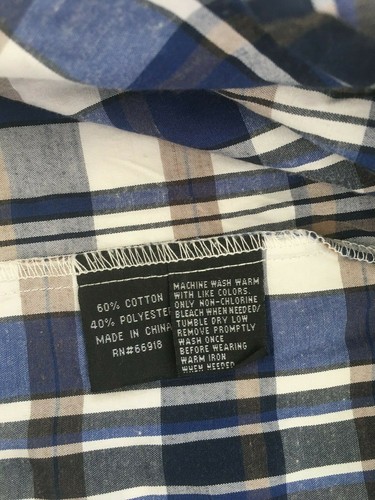 60% COTTON
40% POLYESTER
MADE IN CHINA
RN#66918
MACHINE WASH WARM
WITH LIKE COLORS.
ONLY NON-CHLORINE
BLEACH WHEN NEEDED/
TUMBLE DRY LOW
REMOVE PROMPTLY
WASH ONCE
BEFORE WEARING
WARM IRON
WHEN NEEDED